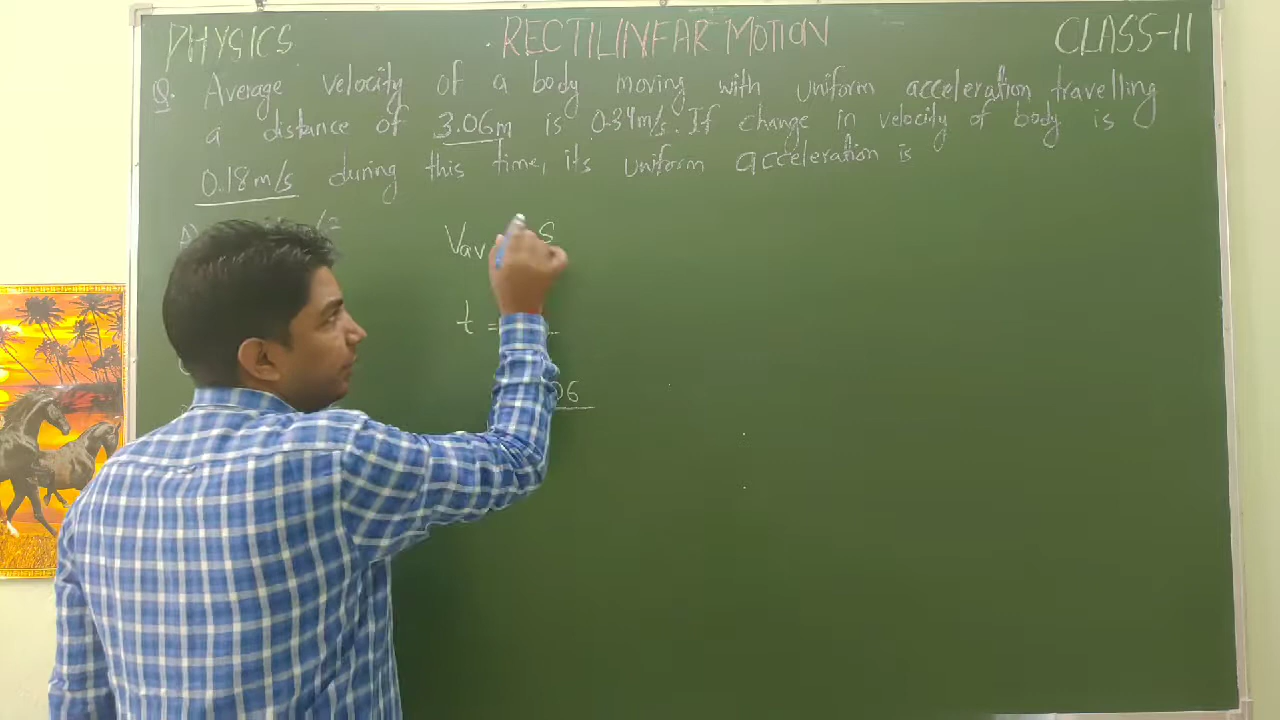 PHYSICS RECTILINEAR MOTION CLASS-11
Q. Average velocity of a body moving with uniform acceleration travelling
a distance of 3.06m is 0.34m/s. If change in velocity of body is
0.18m/s during this time, its uniform acceleration is
Vav S
t =
06